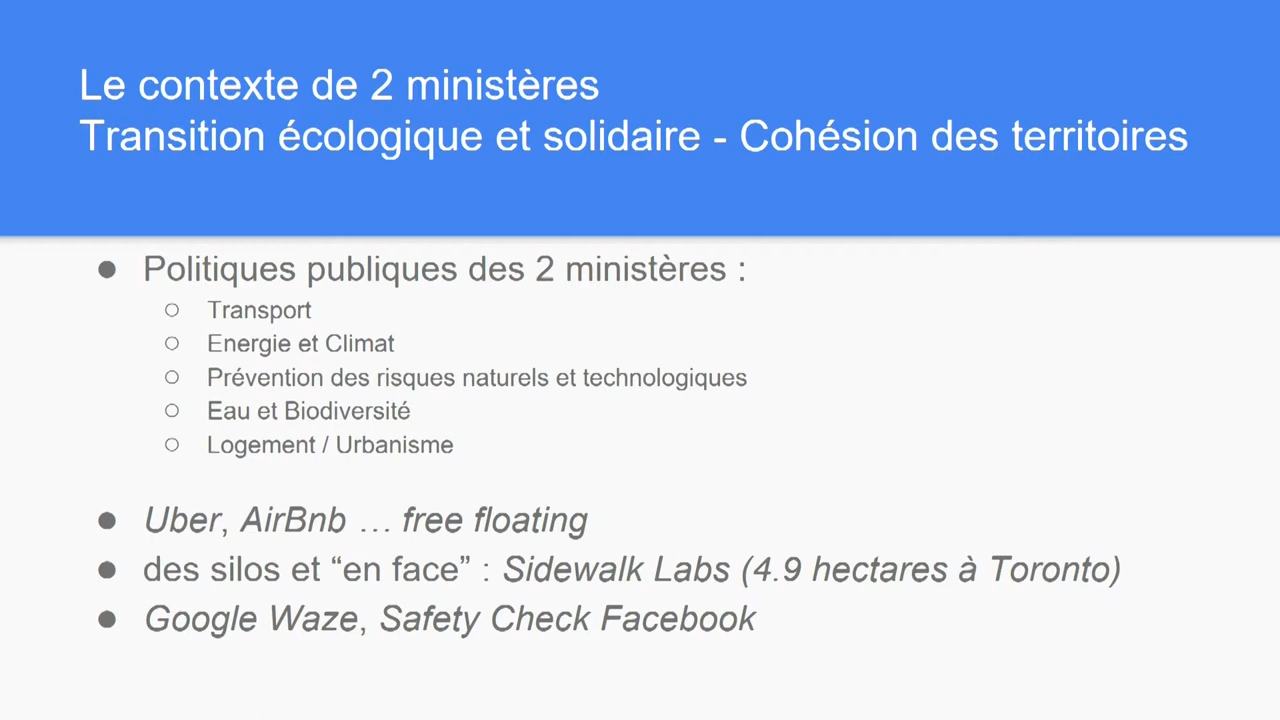 Le contexte de 2 ministères
Transition écologique et solidaire - Cohésion des territoires
● Politiques publiques des 2 ministères :
○ Transport
○ Energie et Climat
○ Prévention des risques naturels et technologiques
○ Eau et Biodiversité
○ Logement / Urbanisme
● Uber, AirBnb … free floating
● des silos et “en face” : Sidewalk Labs (4.9 hectares à Toronto)
● Google Waze, Safety Check Facebook